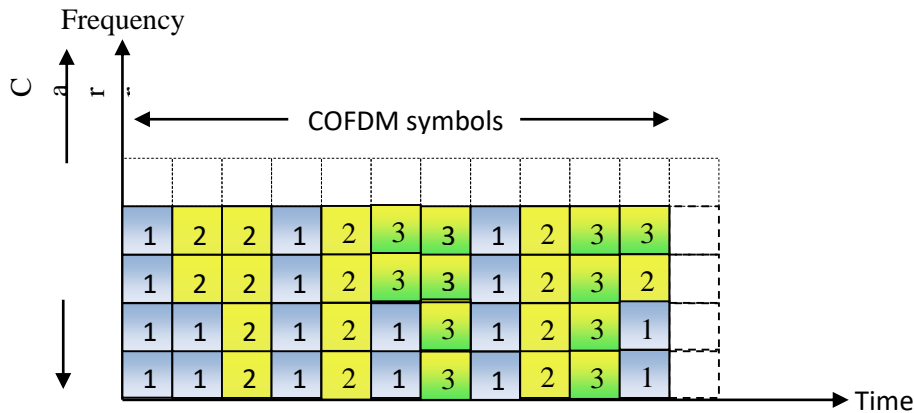 Frequency
C a r
COFDM symbols
1 2 2 1 2 3 3 1 2 3 3
1 2 2 1 2 3 3 1 2 3 2
1 1 2 1 2 1 3 1 2 3 1
1 1 2 1 2 1 3 1 2 3 1
Time